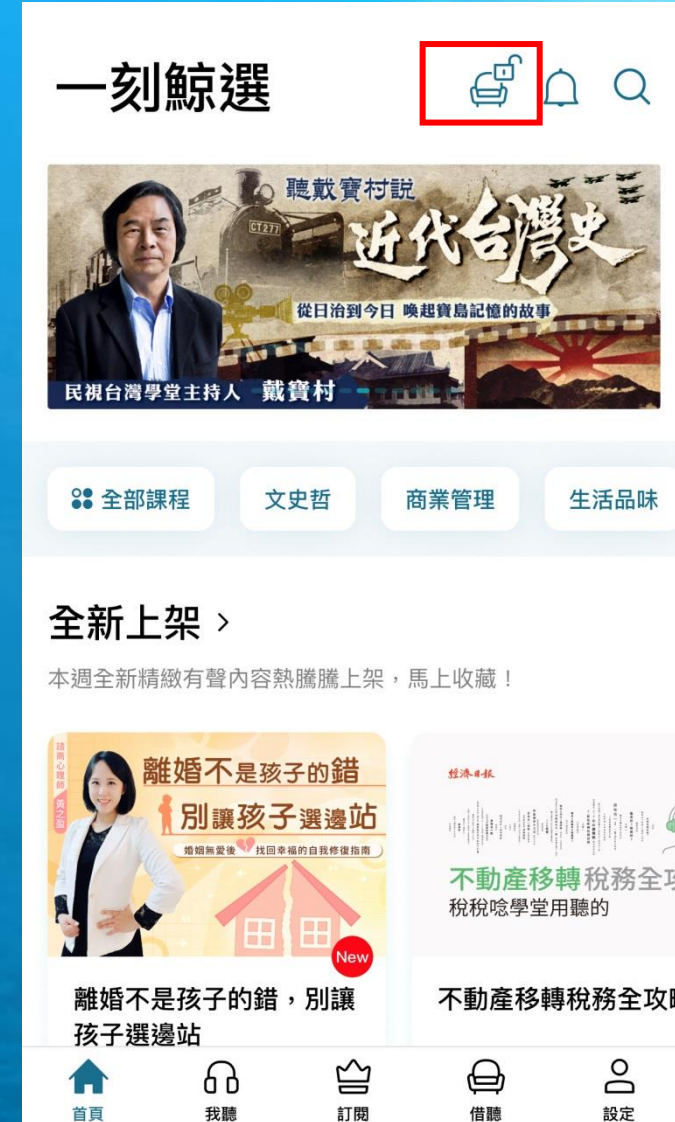 一刻鯨選
聽戴寶村說
近代台灣史
CT277
從日治到今日 喚起寶島記憶的故事
民視台灣學堂主持人 戴寶村
全部課程
文史哲
商業管理
生活品味
全新上架 >
本週全新精緻有聲內容熱騰騰上架，馬上收藏！
諮商心理師 黃之盈
離婚不是孩子的錯
別讓孩子選邊站
婚姻無愛後 找回幸福的自我修復指南
New
離婚不是孩子的錯，別讓
孩子選邊站
經濟日報
不動產移轉稅務全攻
稅稅唸學堂用聽的
不動產移轉稅務全攻略
首頁
我聽
訂閱
借聽
設定